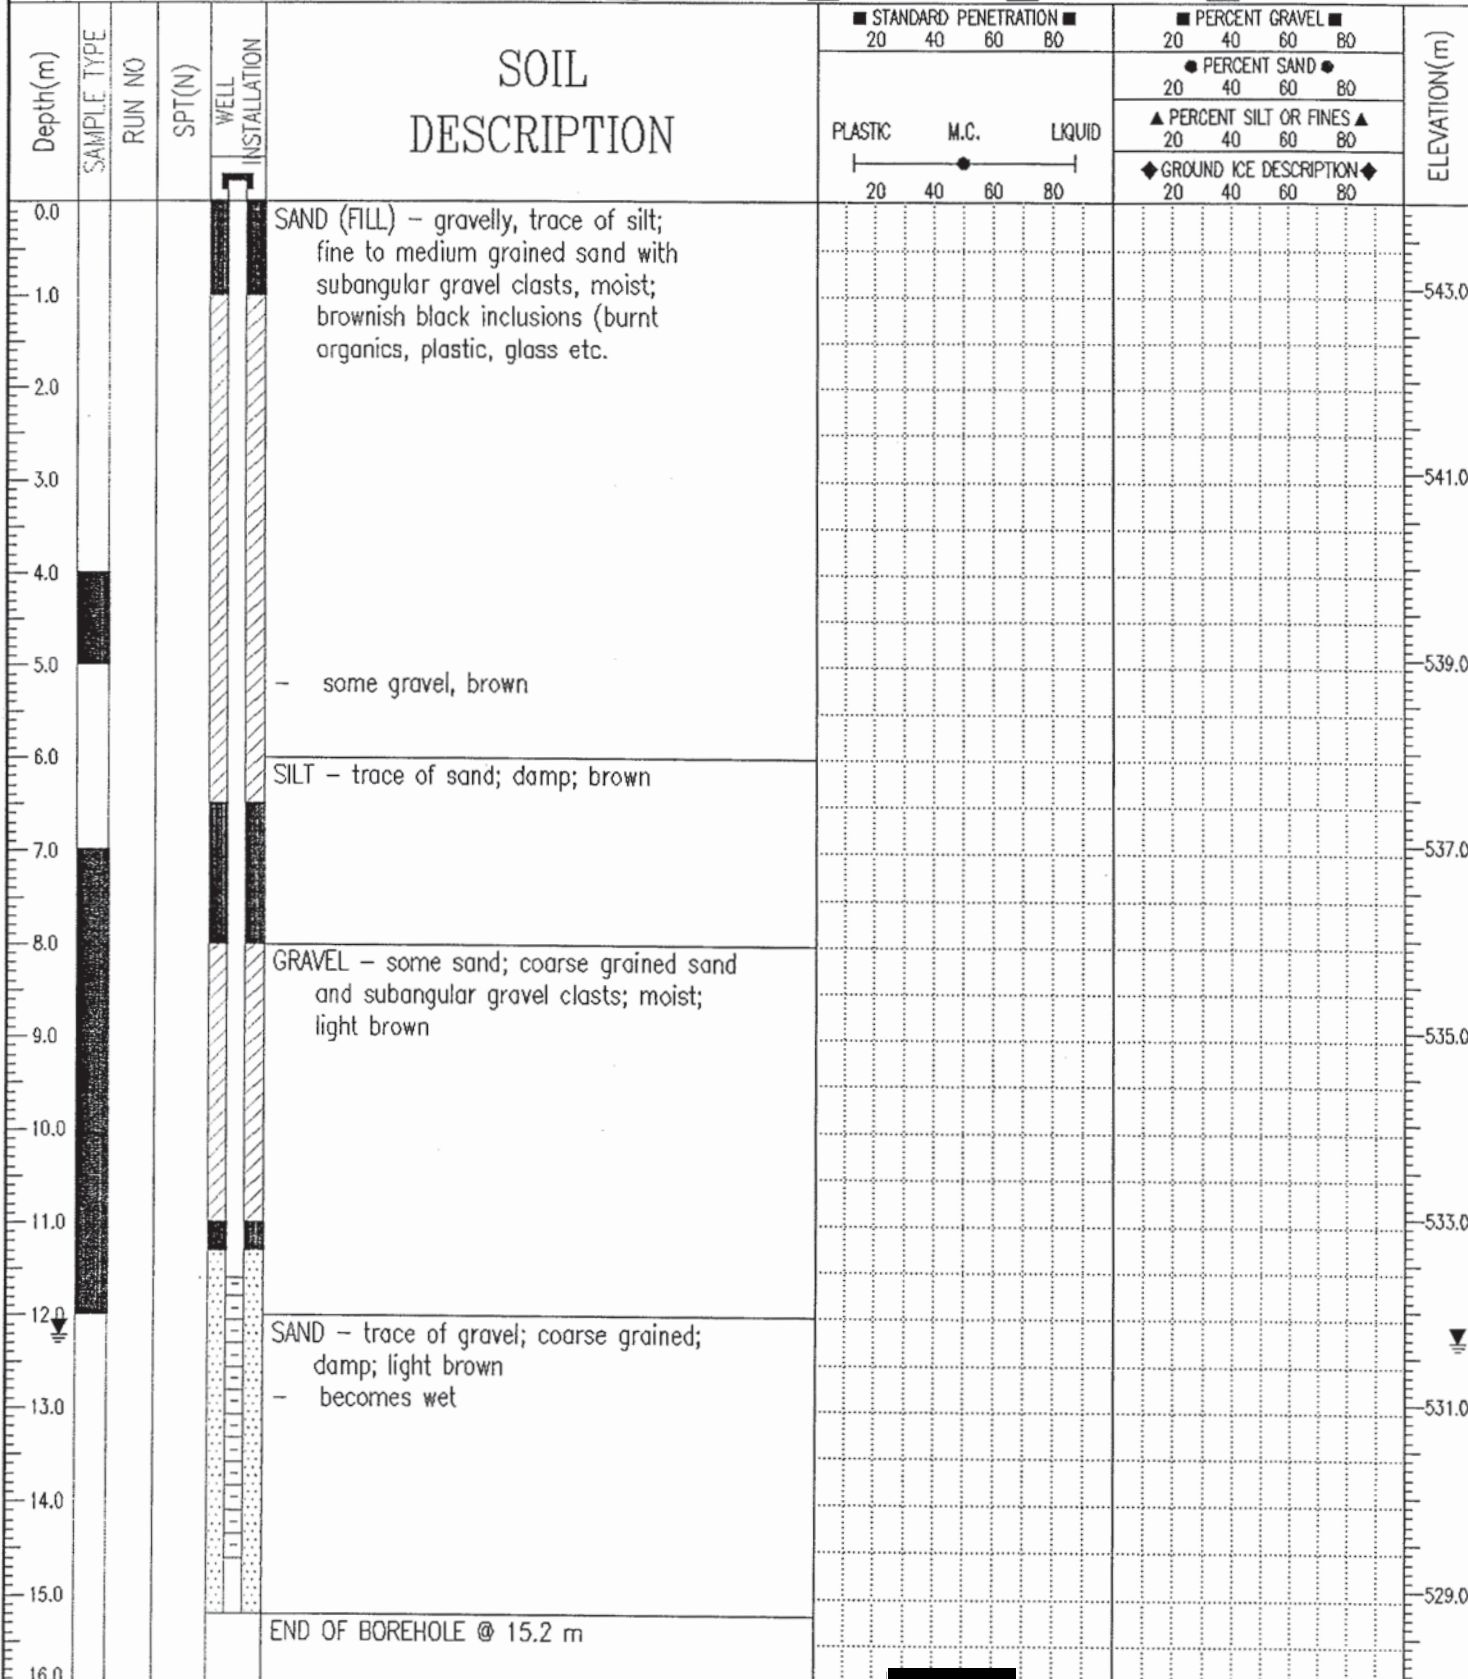 Depth(m)
SAMPLE TYPE
RUN NO
SPT(N)
WELL
INSTALLATION
SOIL
DESCRIPTION
■ STANDARD PENETRATION ■
20 40 60 80
PLASTIC M.C. LIQUID
20 40 60 80
■ PERCENT GRAVEL ■
20 40 60 80
● PERCENT SAND ●
20 40 60 80
▲ PERCENT SILT OR FINES ▲
20 40 60 80
◆ GROUND ICE DESCRIPTION ◆
20 40 60 80
ELEVATION(m)
0.0
SAND (FILL) – gravelly, trace of silt;
fine to medium grained sand with
subangular gravel clasts, moist;
brownish black inclusions (burnt
organics, plastic, glass etc.
1.0
543.0
2.0
3.0
541.0
4.0
5.0
539.0
– some gravel, brown
6.0
SILT – trace of sand; damp; brown
7.0
537.0
8.0
GRAVEL – some sand; coarse grained sand
and subangular gravel clasts; moist;
light brown
9.0
535.0
10.0
11.0
533.0
12.0
SAND – trace of gravel; coarse grained;
damp; light brown
– becomes wet
13.0
531.0
14.0
15.0
529.0
END OF BOREHOLE @ 15.2 m
16.0